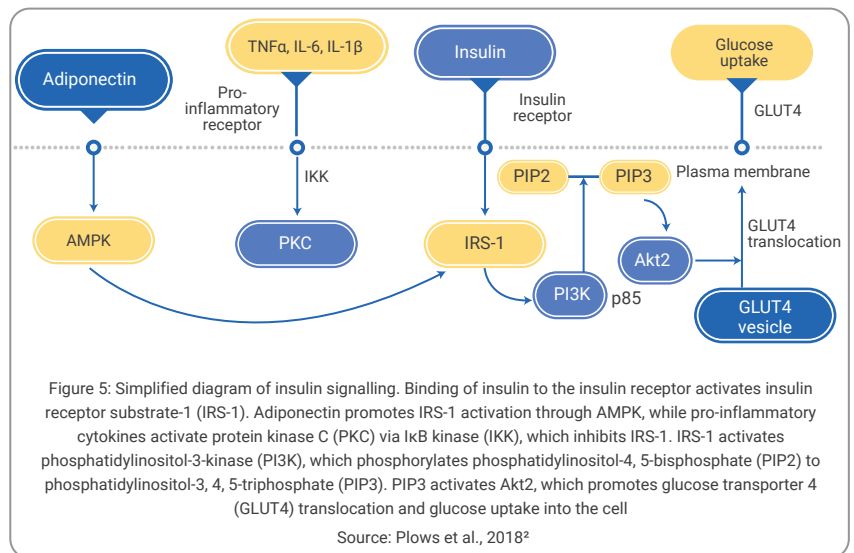 TNFα, IL-6, IL-1β
Insulin
Glucose
uptake
Adiponectin
Pro-
inflammatory
receptor
Insulin
receptor
GLUT4
IKK
PIP2
PIP3
Plasma membrane
AMPK
PKC
IRS-1
Akt2
GLUT4
translocation
PI3K
p85
GLUT4
vesicle
Figure 5: Simplified diagram of insulin signalling. Binding of insulin to the insulin receptor activates insulin
receptor substrate-1 (IRS-1). Adiponectin promotes IRS-1 activation through AMPK, while pro-inflammatory
cytokines activate protein kinase C (PKC) via IκB kinase (IKK), which inhibits IRS-1. IRS-1 activates
phosphatidylinositol-3-kinase (PI3K), which phosphorylates phosphatidylinositol-4, 5-bisphosphate (PIP2) to
phosphatidylinositol-3, 4, 5-triphosphate (PIP3). PIP3 activates Akt2, which promotes glucose transporter 4
(GLUT4) translocation and glucose uptake into the cell
Source: Plows et al., 2018²